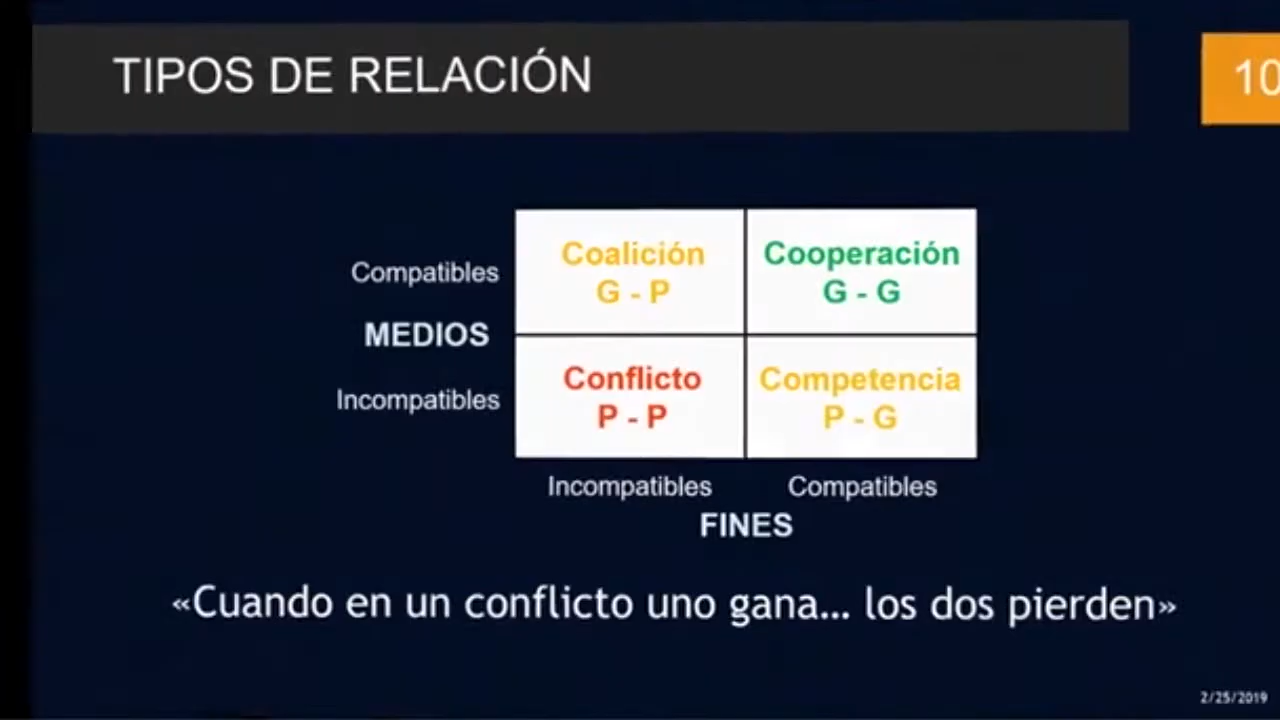 TIPOS DE RELACIÓN
10
Compatibles
MEDIOS
Incompatibles
Coalición
G - P
Cooperación
G - G
Conflicto
P - P
Competencia
P - G
Incompatibles
Compatibles
FINES
«Cuando en un conflicto uno gana... los dos pierden»
2/25/2019